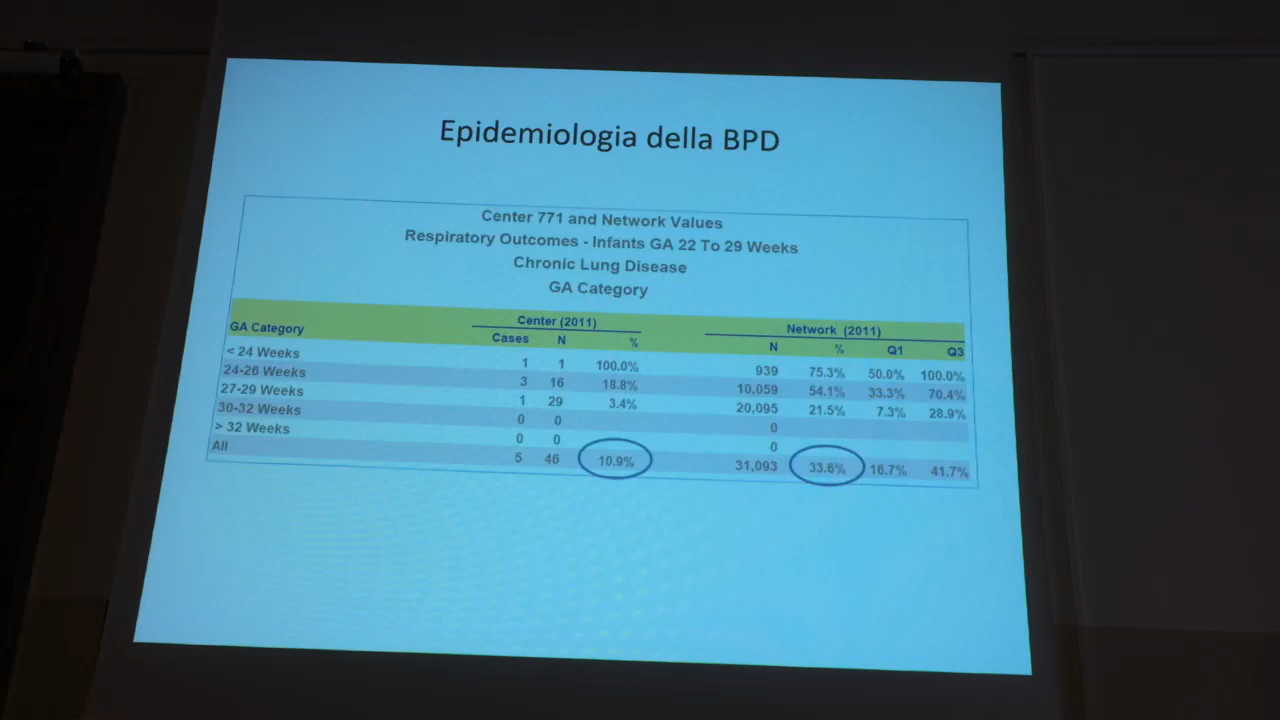 Epidemiologia della BPD
Center 771 and Network Values
Respiratory Outcomes - Infants GA 22 To 29 Weeks
Chronic Lung Disease
GA Category
Center (2011) Network (2011)
GA Category Cases N % N % Q1 Q3
< 24 Weeks 1 1 100.0% 939 75.3% 50.0% 100.0%
24-26 Weeks 3 16 18.8% 10,059 54.1% 33.3% 70.4%
27-29 Weeks 1 29 3.4% 20,095 21.5% 7.3% 28.9%
30-32 Weeks 0 0 0
> 32 Weeks 0 0 0
All 5 46 10.9% 31,093 33.6% 16.7% 41.7%